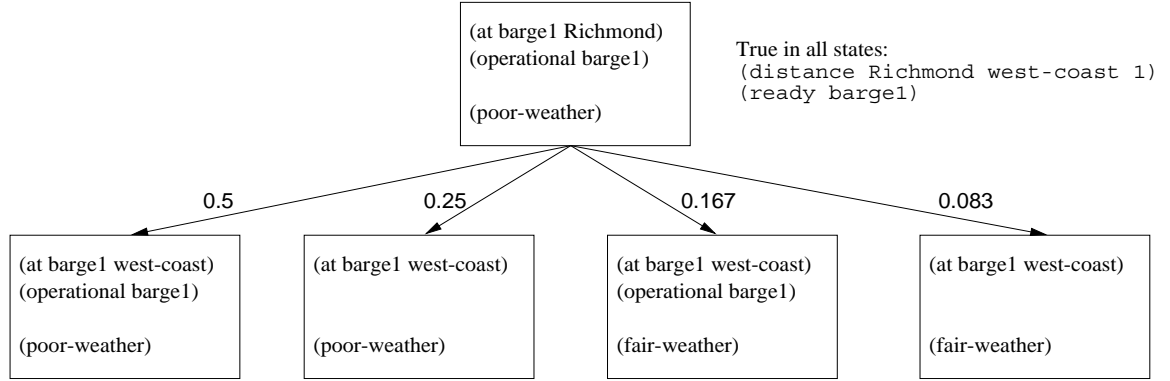 (at barge1 Richmond)
(operational barge1)
(poor-weather)
True in all states:
(distance Richmond west-coast 1)
(ready barge1)
0.5
0.25
0.167
0.083
(at barge1 west-coast)
(operational barge1)
(poor-weather)
(at barge1 west-coast)
(poor-weather)
(at barge1 west-coast)
(operational barge1)
(fair-weather)
(at barge1 west-coast)
(fair-weather)